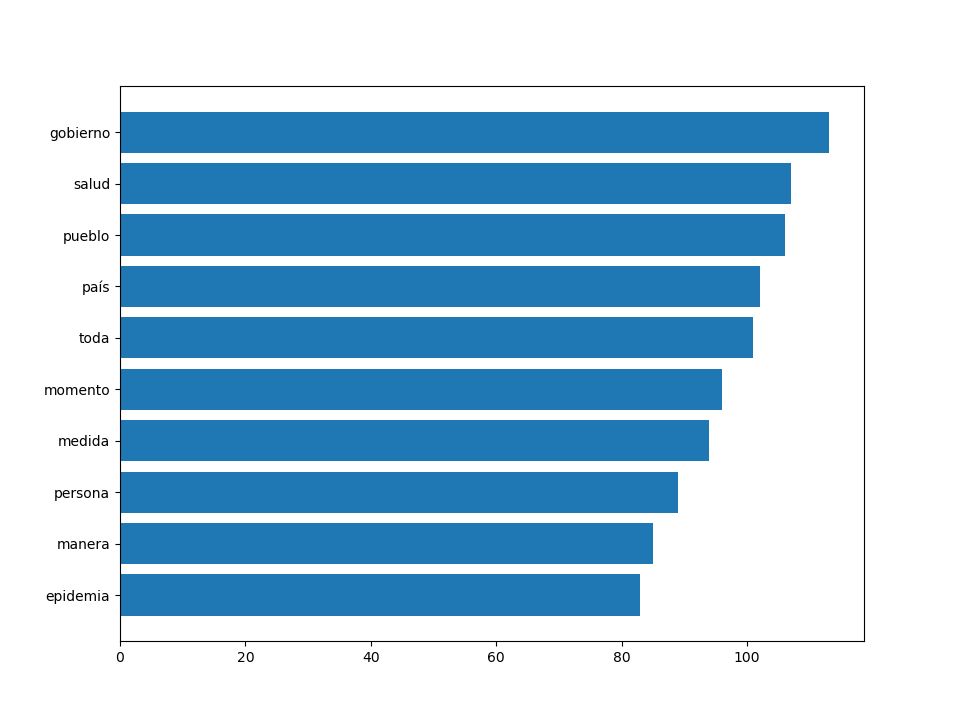 gobierno
salud
pueblo
país
toda
momento
medida
persona
manera
epidemia
0 20 40 60 80 100